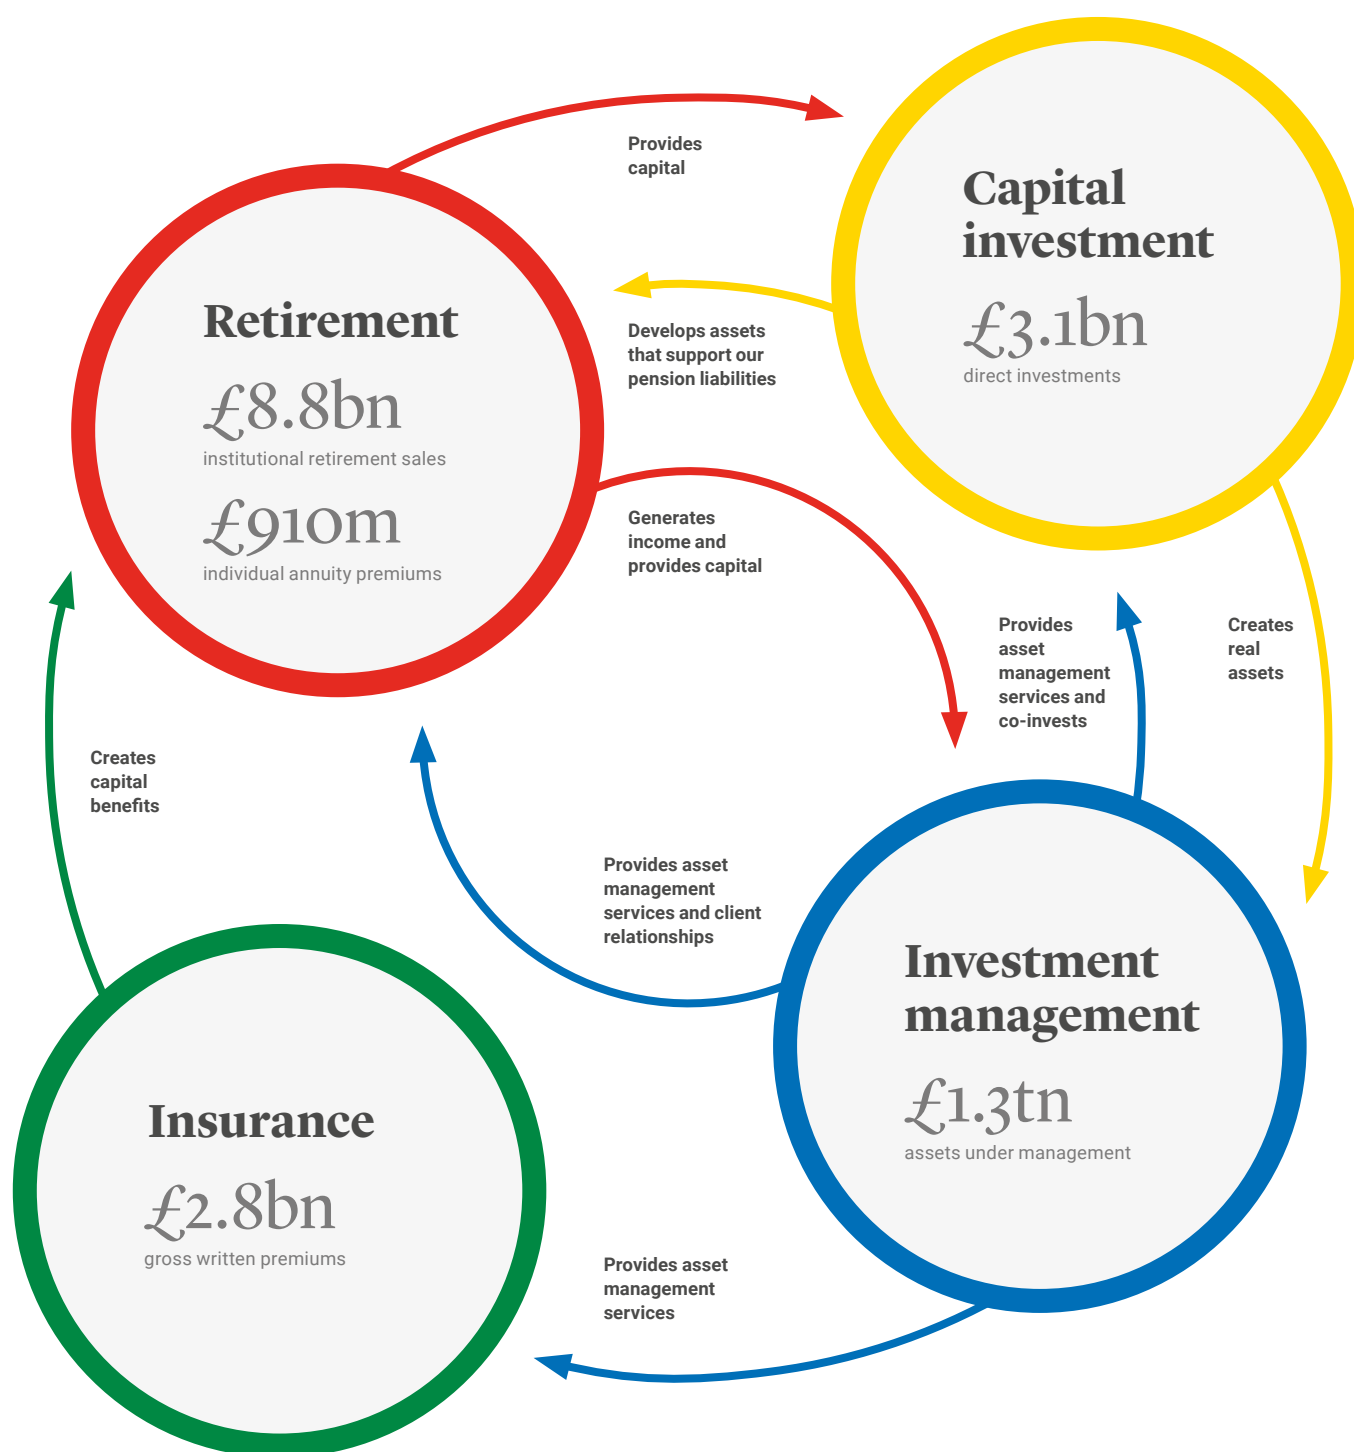 Provides
capital
Capital
investment
£3.1bn
direct investments
Retirement
£8.8bn
institutional retirement sales
£910m
individual annuity premiums
Develops assets
that support our
pension liabilities
Generates
income and
provides capital
Provides
asset
management
services and
co-invests
Creates
real
assets
Creates
capital
benefits
Provides asset
management
services and client
relationships
Investment
management
£1.3tn
assets under management
Insurance
£2.8bn
gross written premiums
Provides asset
management
services